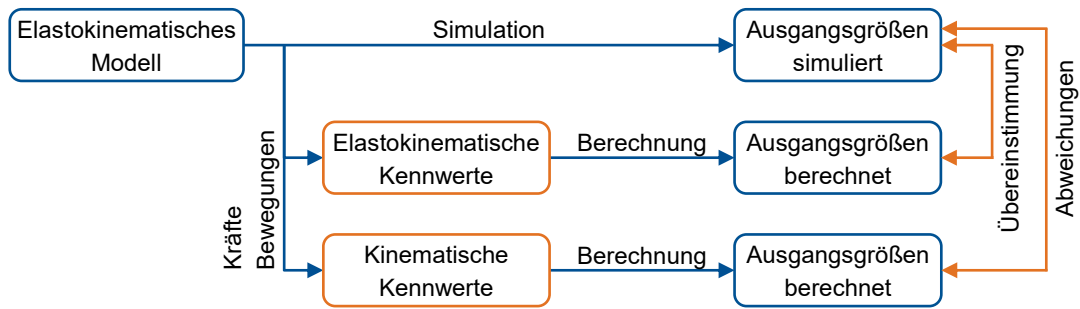 Elastokinematisches
Modell
Simulation
Ausgangsgrößen
simuliert
Kräfte
Bewegungen
Elastokinematische
Kennwerte
Berechnung
Ausgangsgrößen
berechnet
Kinematische
Kennwerte
Berechnung
Ausgangsgrößen
berechnet
Übereinstimmung
Abweichungen